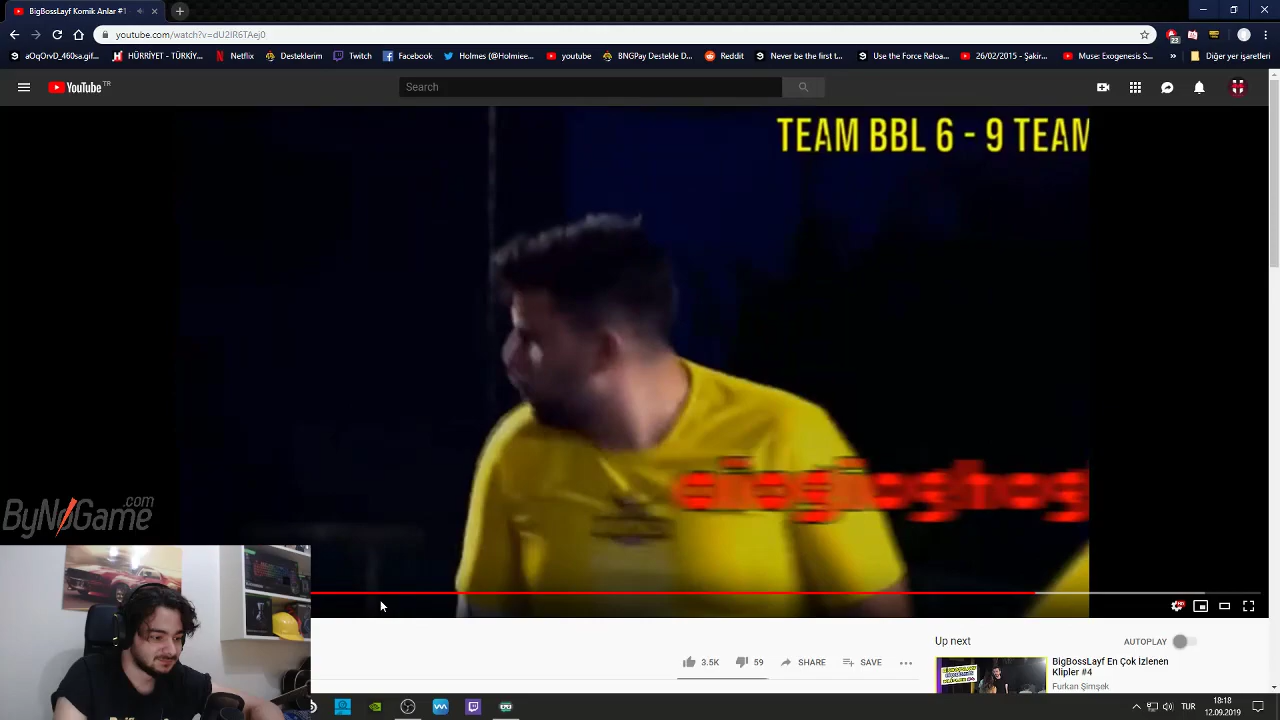 BigBossLayf Komik Anlar #1
youtube.com/watch?v=dU2IR6TAej0
23
aOqOrvD_460sa.gif...
HÜRRİYET - TÜRKİY...
Netflix
Desteklerim
Twitch
Facebook
Holmes (@Holmiee...
youtube
BNGPay Destekle D...
Reddit
Never be the first t...
Use the Force Reloa...
26/02/2015 - Şakir...
Muse: Exogenesis S...
»
Diğer yer işaretleri
YouTube TR
Search
TEAM BBL 6 - 9 TEAM
ByNoGame.com
3.5K
59
SHARE
SAVE
Up next
AUTOPLAY
BigBossLayf En Çok İzlenen
Klipler #4
Furkan Şimşek
TUR
18:18
12.09.2019